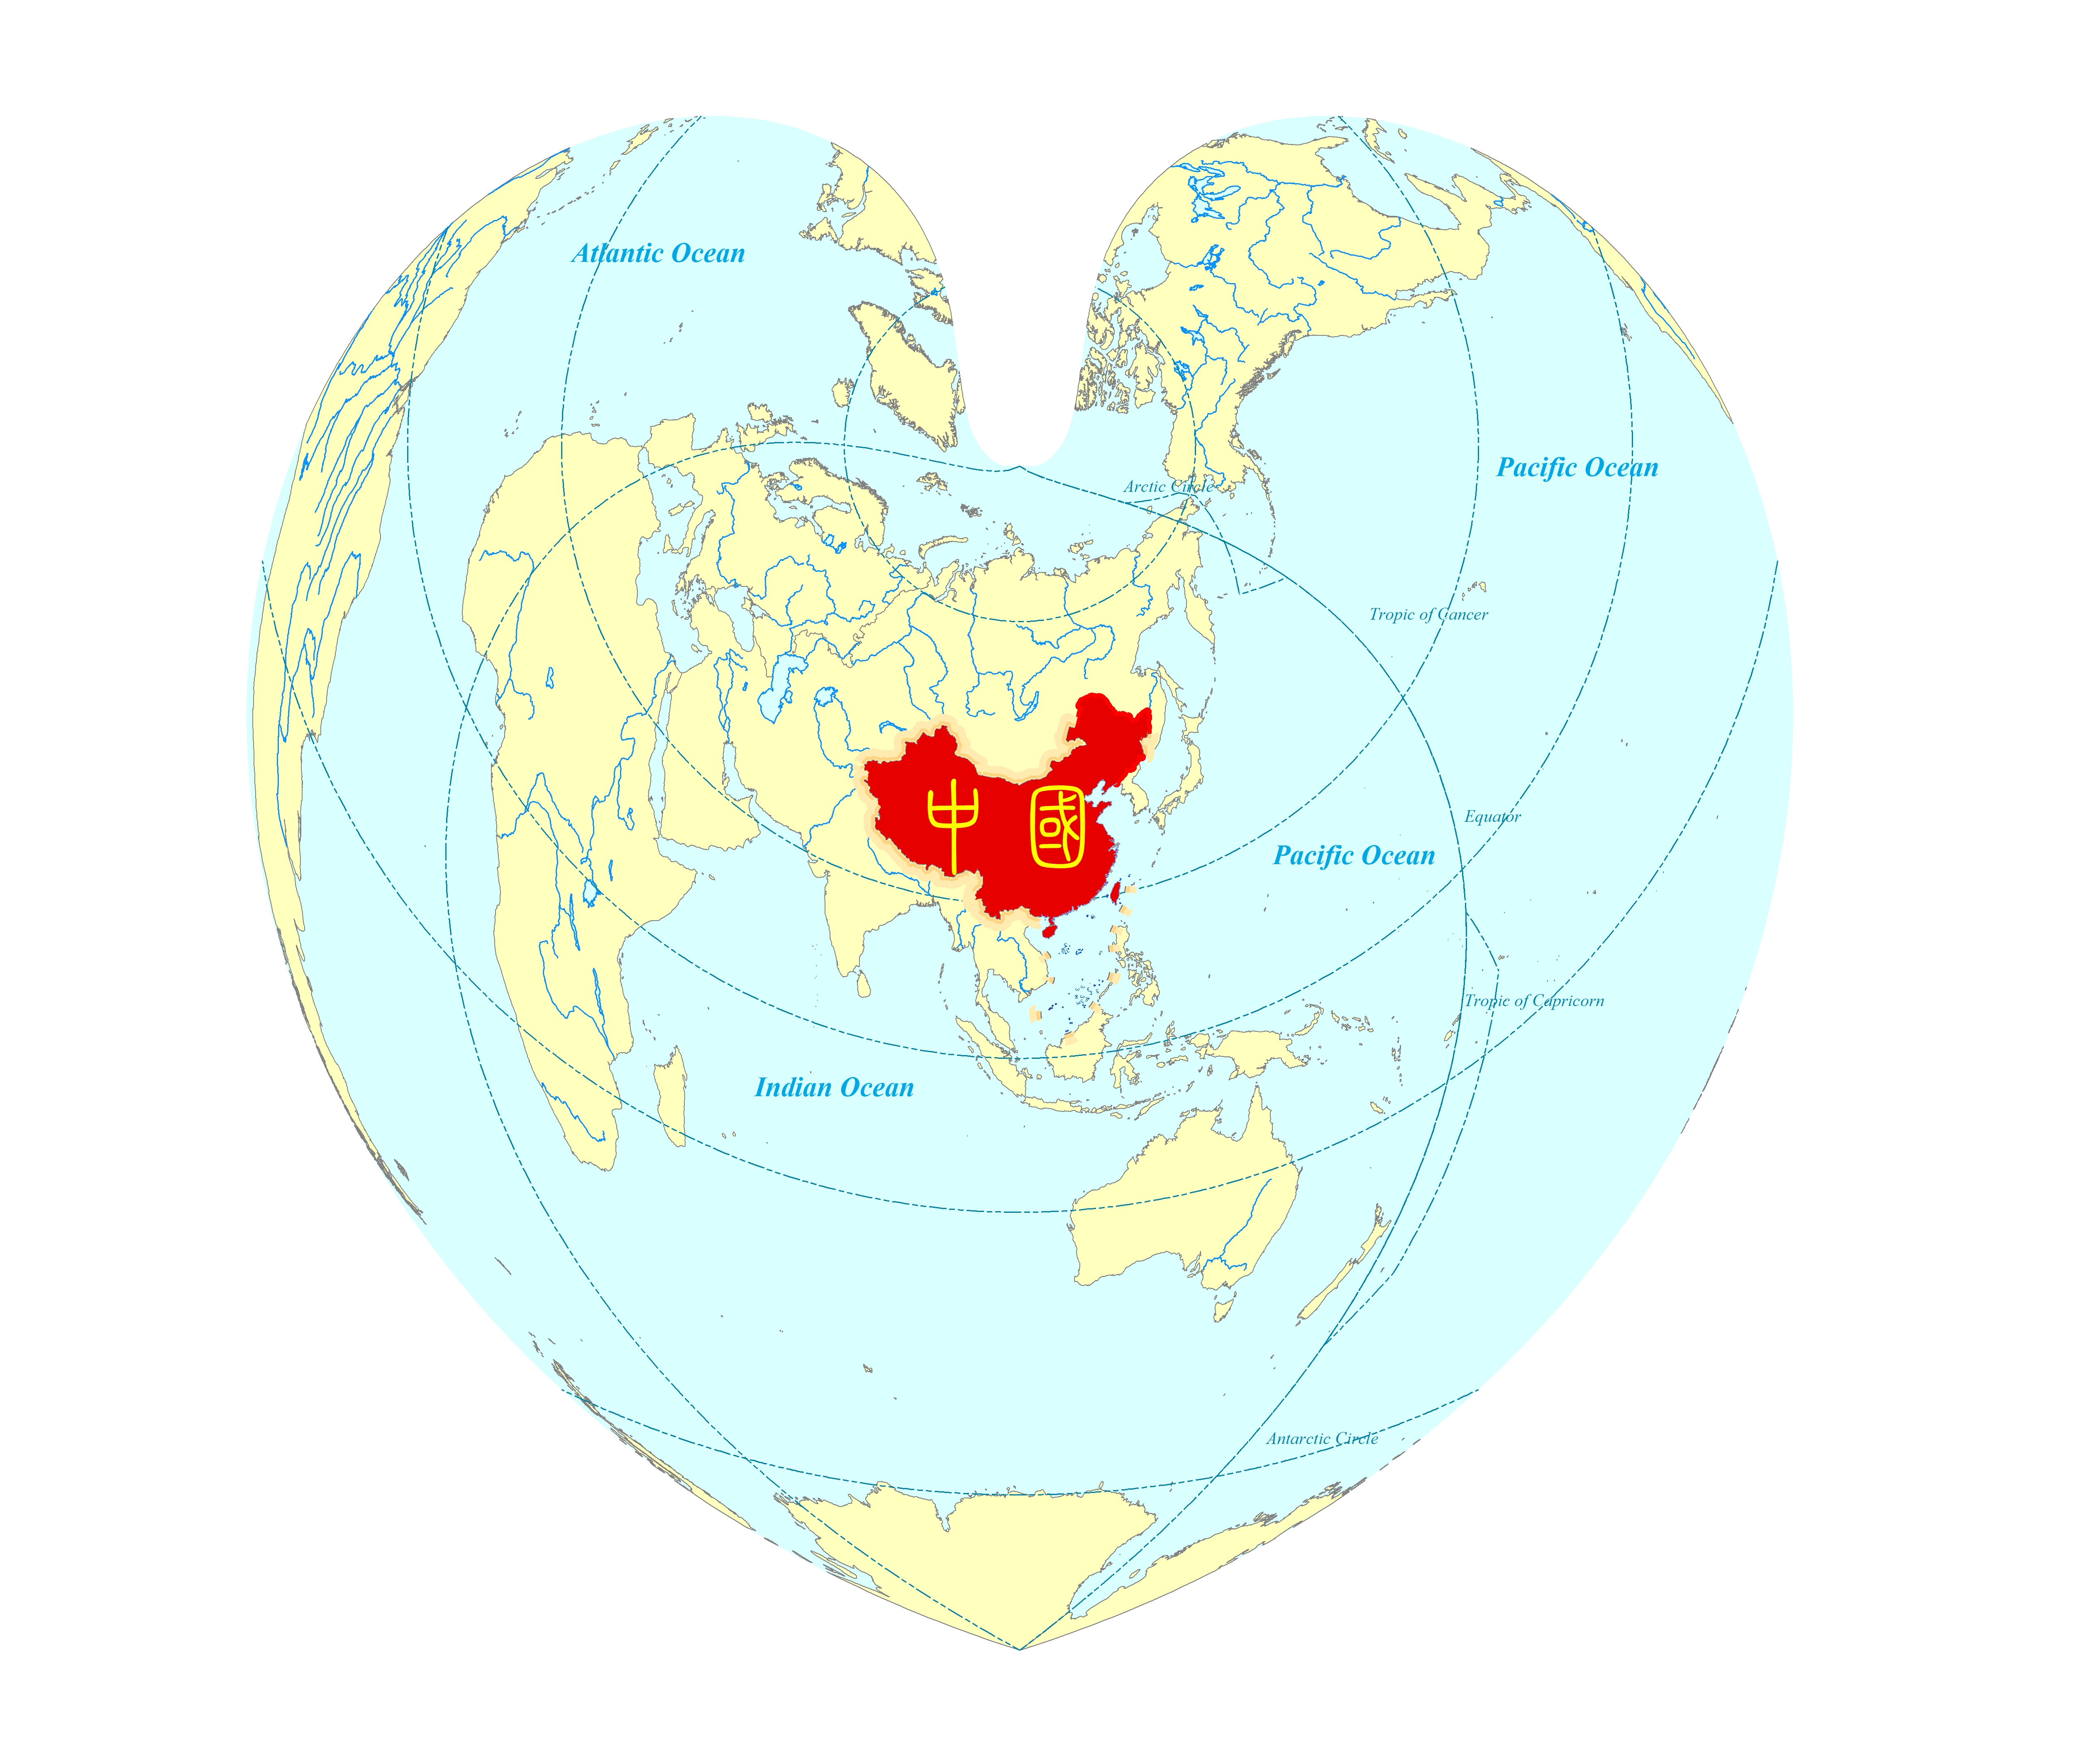 Atlantic Ocean
Pacific Ocean
Arctic Circle
Tropic of Cancer
中 國
Equator
Pacific Ocean
Tropic of Capricorn
Indian Ocean
Antarctic Circle